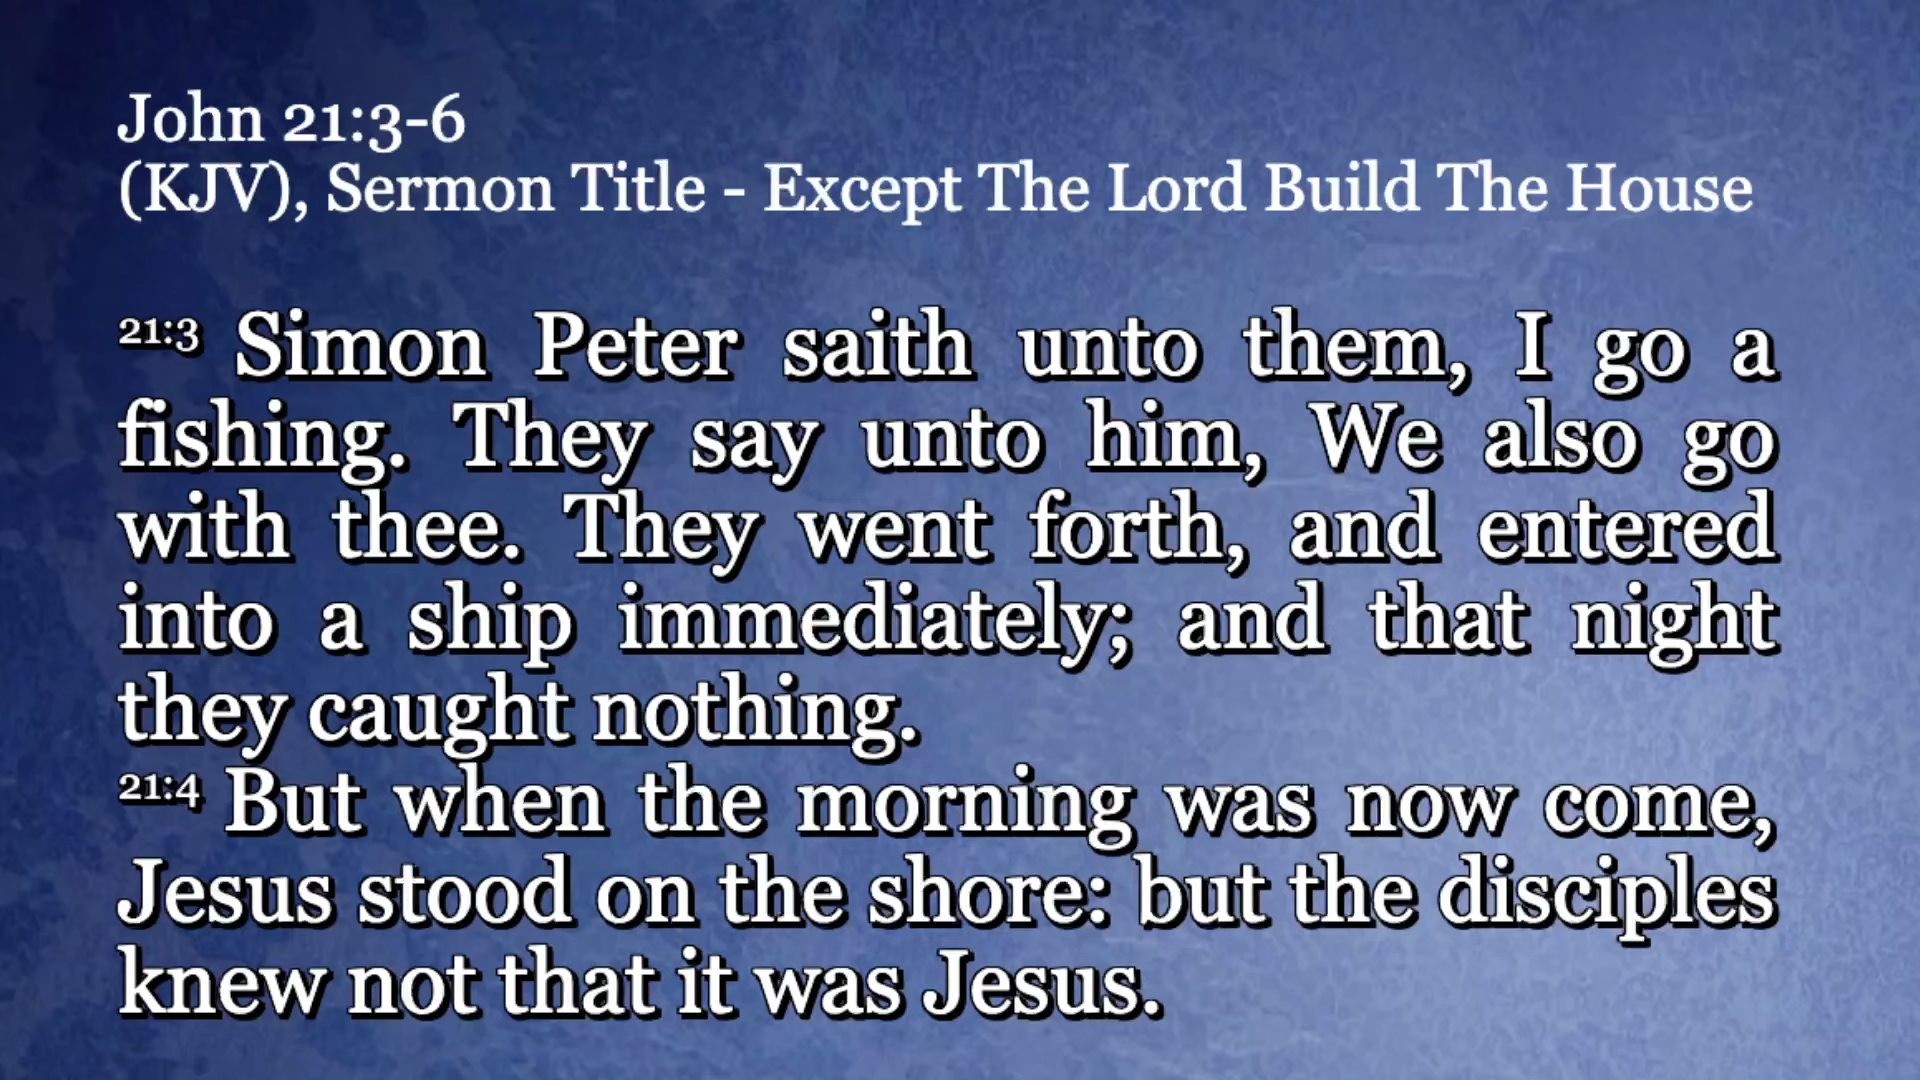 John 21:3-6
(KJV), Sermon Title - Except The Lord Build The House
21:3 Simon Peter saith unto them, I go a
fishing. They say unto him, We also go
with thee. They went forth, and entered
into a ship immediately; and that night
they caught nothing.
21:4 But when the morning was now come,
Jesus stood on the shore: but the disciples
knew not that it was Jesus.